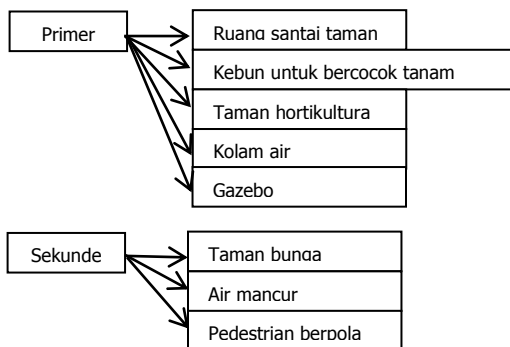 Primer
Ruang santai taman
Kebun untuk bercocok tanam
Taman hortikultura
Kolam air
Gazebo
Sekunde
Taman bunga
Air mancur
Pedestrian berpola